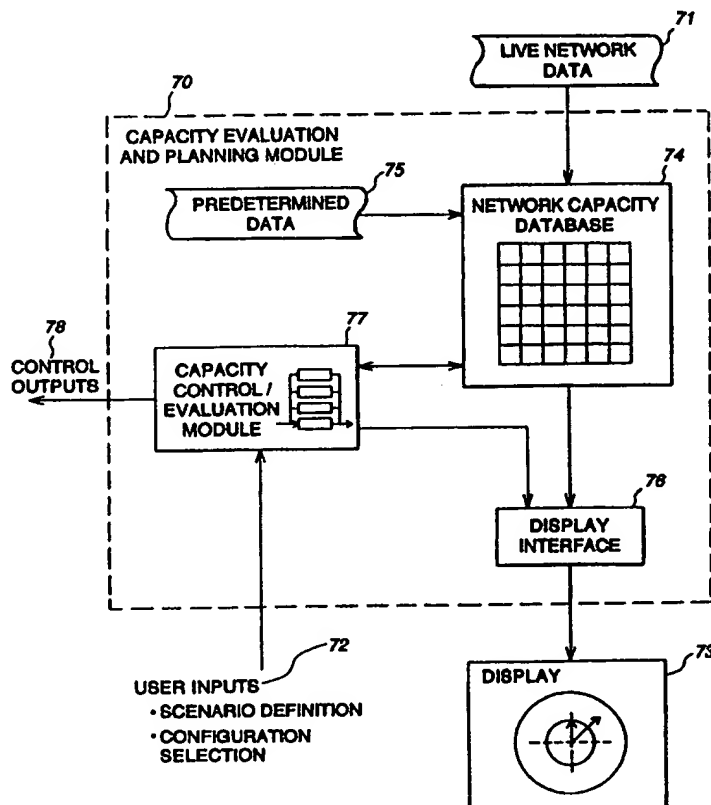 71
LIVE NETWORK
DATA
70
CAPACITY EVALUATION
AND PLANNING MODULE
75
PREDETERMINED
DATA
74
NETWORK CAPACITY
DATABASE
78
CONTROL
OUTPUTS
77
CAPACITY
CONTROL /
EVALUATION
MODULE
76
DISPLAY
INTERFACE
72
USER INPUTS
• SCENARIO DEFINITION
• CONFIGURATION
SELECTION
73
DISPLAY